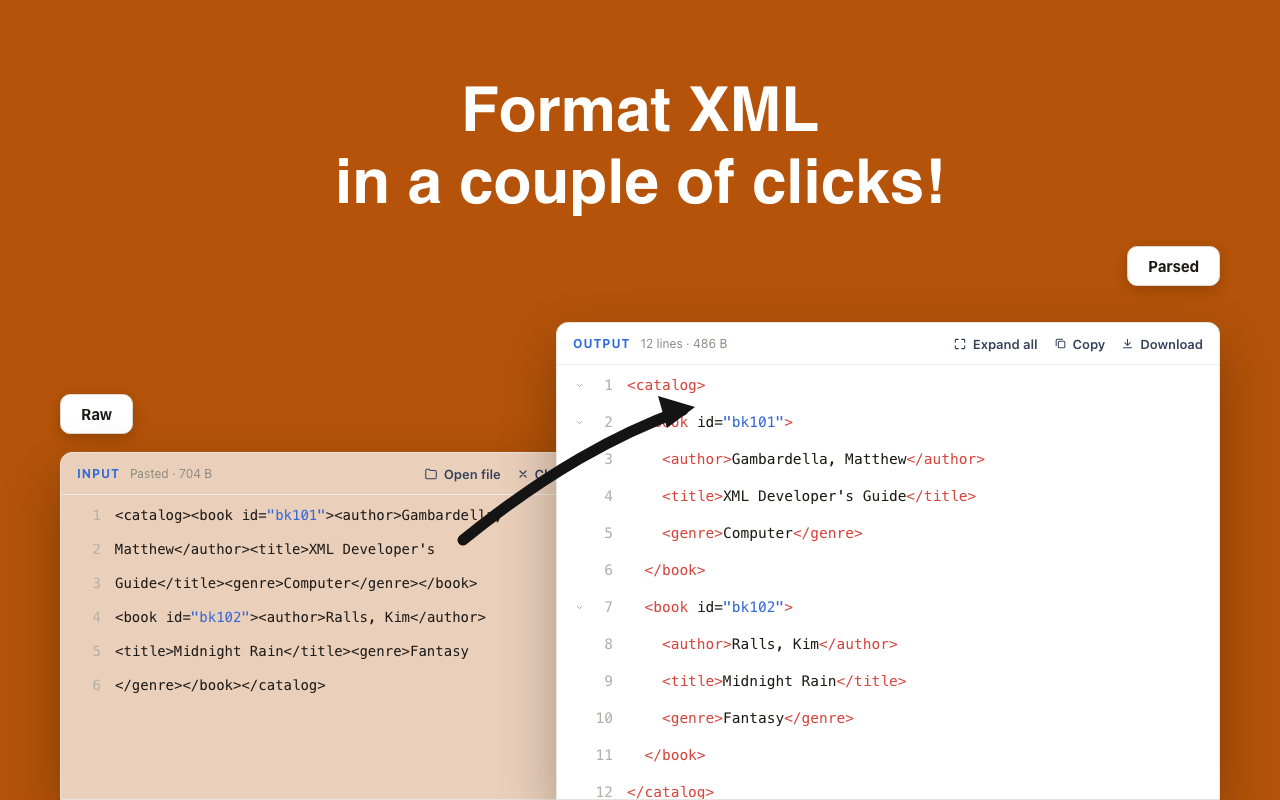 Format XML
in a couple of clicks!
Parsed
Raw
INPUT Pasted · 704 B Open file
1 <catalog><book id="bk101"><author>Gambardella,
2 Matthew</author><title>XML Developer's
3 Guide</title><genre>Computer</genre></book>
4 <book id="bk102"><author>Ralls, Kim</author>
5 <title>Midnight Rain</title><genre>Fantasy
6 </genre></book></catalog>
OUTPUT 12 lines · 486 B Expand all Copy Download
1 <catalog>
2 <book id="bk101">
3 <author>Gambardella, Matthew</author>
4 <title>XML Developer's Guide</title>
5 <genre>Computer</genre>
6 </book>
7 <book id="bk102">
8 <author>Ralls, Kim</author>
9 <title>Midnight Rain</title>
10 <genre>Fantasy</genre>
11 </book>
12 </catalog>